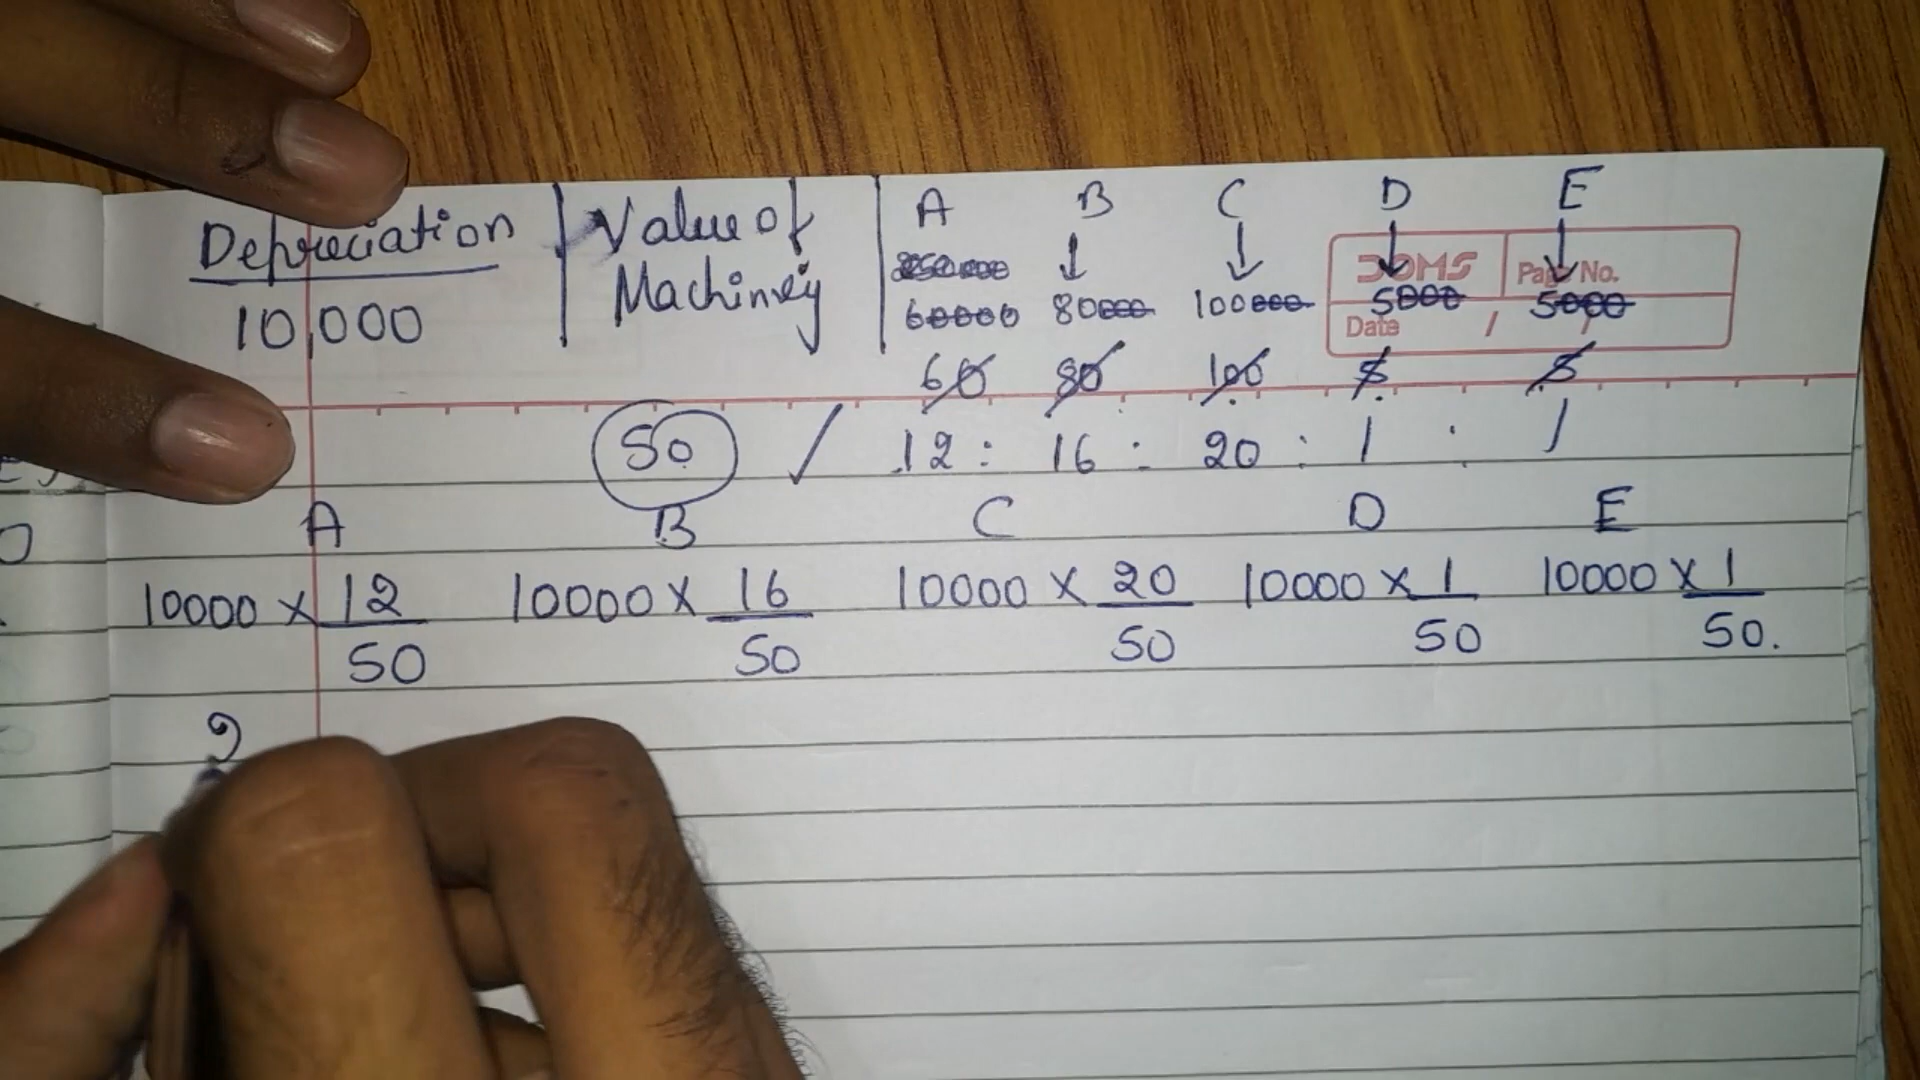 Depreciation | Value of Machinery | A B C D E
10,000
60000 80000 100000 5000 5000
DOMS Page No.
Date / /
60 80 100 5 5
50 / 12 : 16 : 20 : 1 : 1
A B C D E
10000 × 12/50 10000 × 16/50 10000 × 20/50 10000 × 1/50 10000 × 1/50.
2